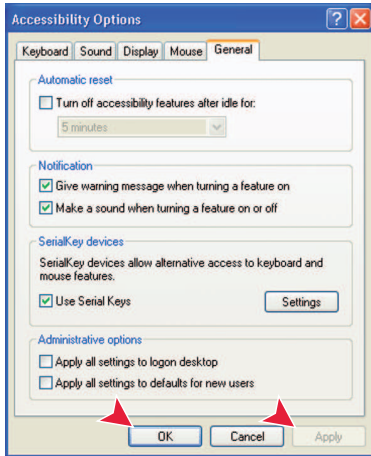 Accessibility Options
Keyboard Sound Display Mouse General
Automatic reset
Turn off accessibility features after idle for:
5 minutes
Notification
Give warning message when turning a feature on
Make a sound when turning a feature on or off
SerialKey devices
SerialKey devices allow alternative access to keyboard and
mouse features.
Use Serial Keys Settings
Administrative options
Apply all settings to logon desktop
Apply all settings to defaults for new users
OK Cancel Apply